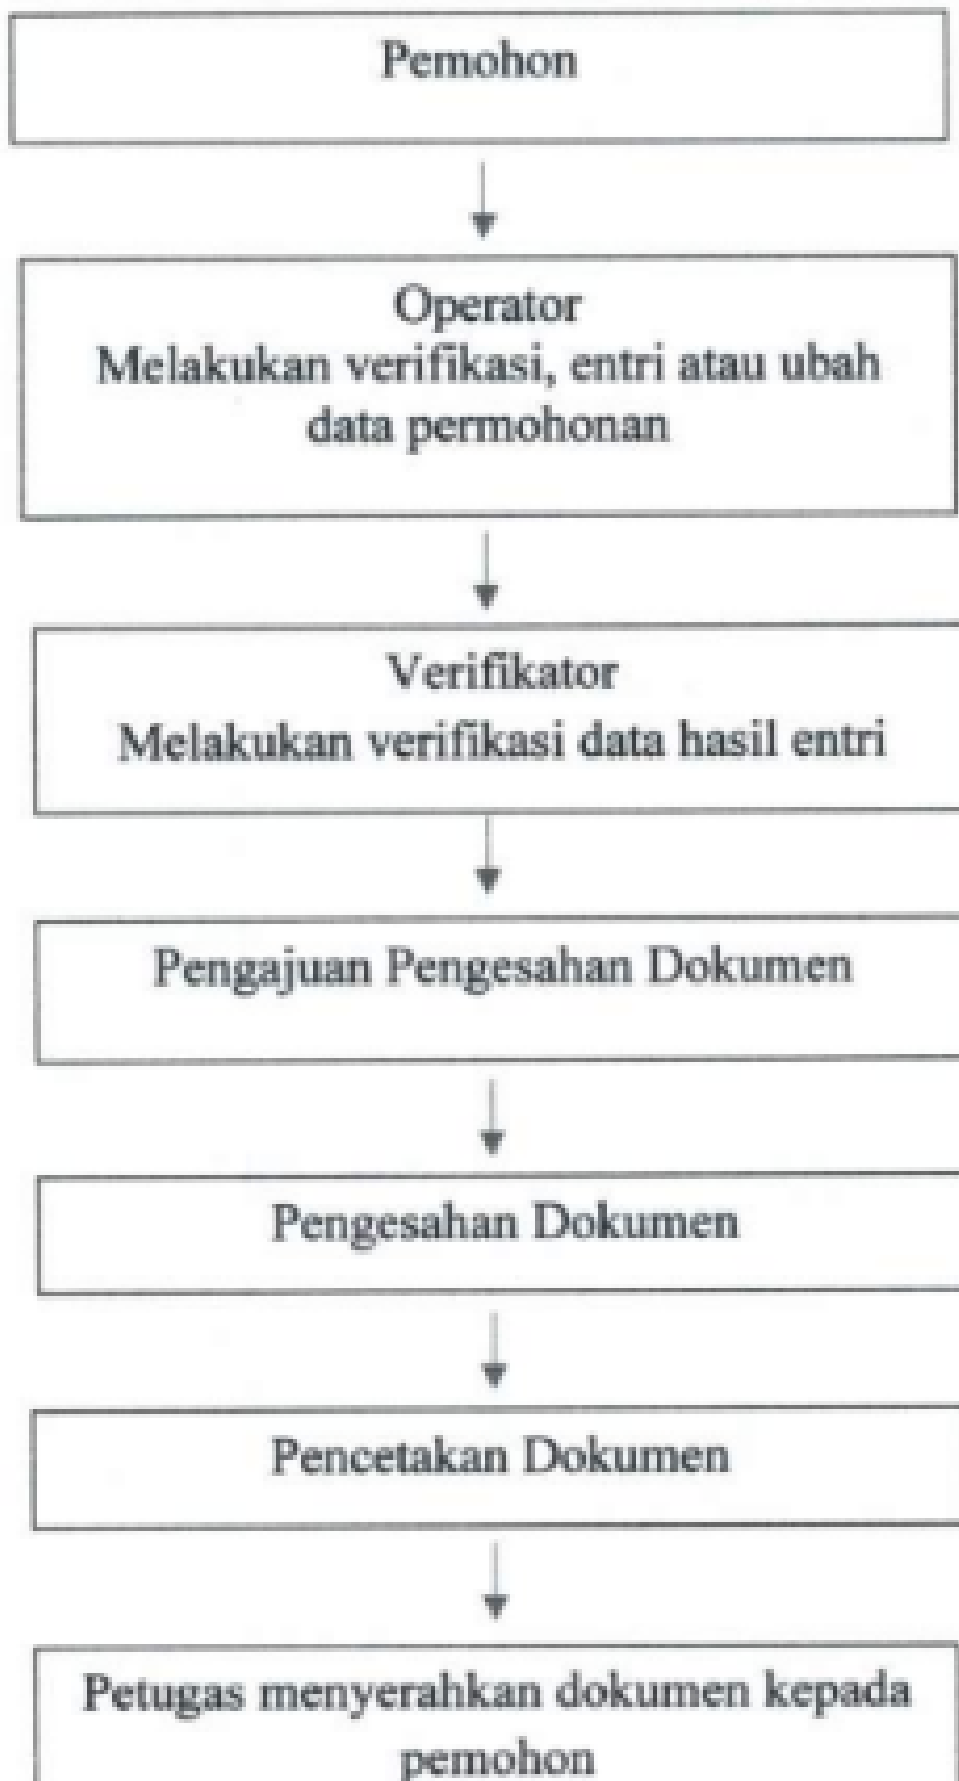 Pemohon
Operator
Melakukan verifikasi, entri atau ubah
data permohonan
Verifikator
Melakukan verifikasi data hasil entri
Pengajuan Pengesahan Dokumen
Pengesahan Dokumen
Pencetakan Dokumen
Petugas menyerahkan dokumen kepada
pemohon